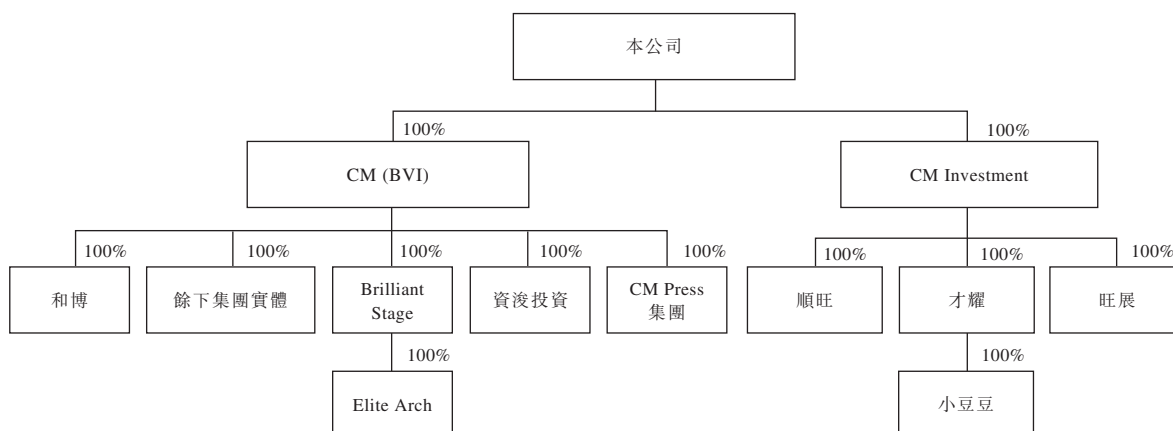 本公司
100%
100%
CM (BVI)
CM Investment
100%
100%
100%
100%
100%
100%
100%
100%
和博
餘下集團實體
Brilliant
Stage
資浚投資
CM Press
集團
順旺
才耀
旺展
100%
100%
Elite Arch
小豆豆